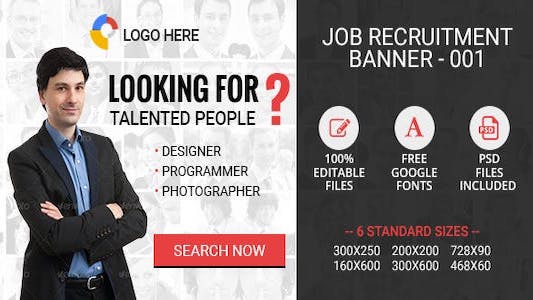 LOGO HERE
LOOKING FOR
TALENTED PEOPLE ?
• DESIGNER
• PROGRAMMER
• PHOTOGRAPHER
SEARCH NOW
JOB RECRUITMENT
BANNER - 001
100%
EDITABLE
FILES
A
FREE
GOOGLE
FONTS
PSD
PSD
FILES
INCLUDED
-- 6 STANDARD SIZES --
300X250 200X200 728X90
160X600 300X600 468X60